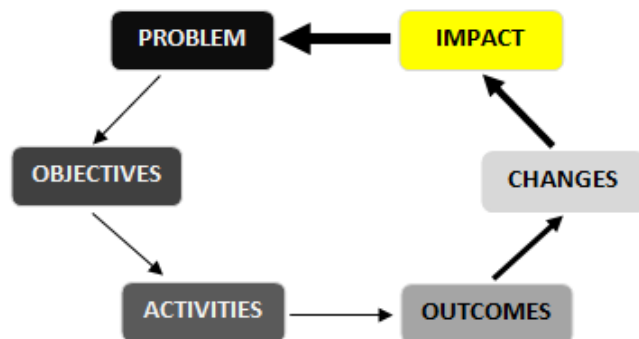 PROBLEM
IMPACT
OBJECTIVES
CHANGES
ACTIVITIES
OUTCOMES